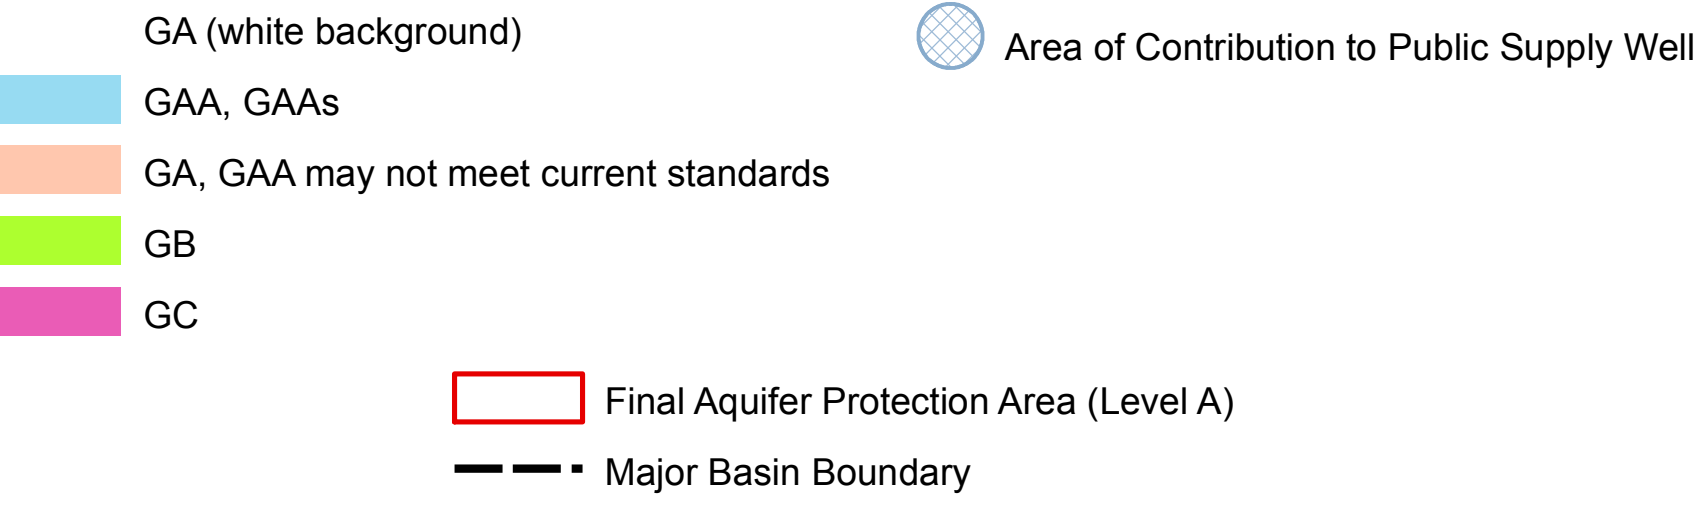 GA (white background)
Area of Contribution to Public Supply Well
GAA, GAAs
GA, GAA may not meet current standards
GB
GC
Final Aquifer Protection Area (Level A)
Major Basin Boundary